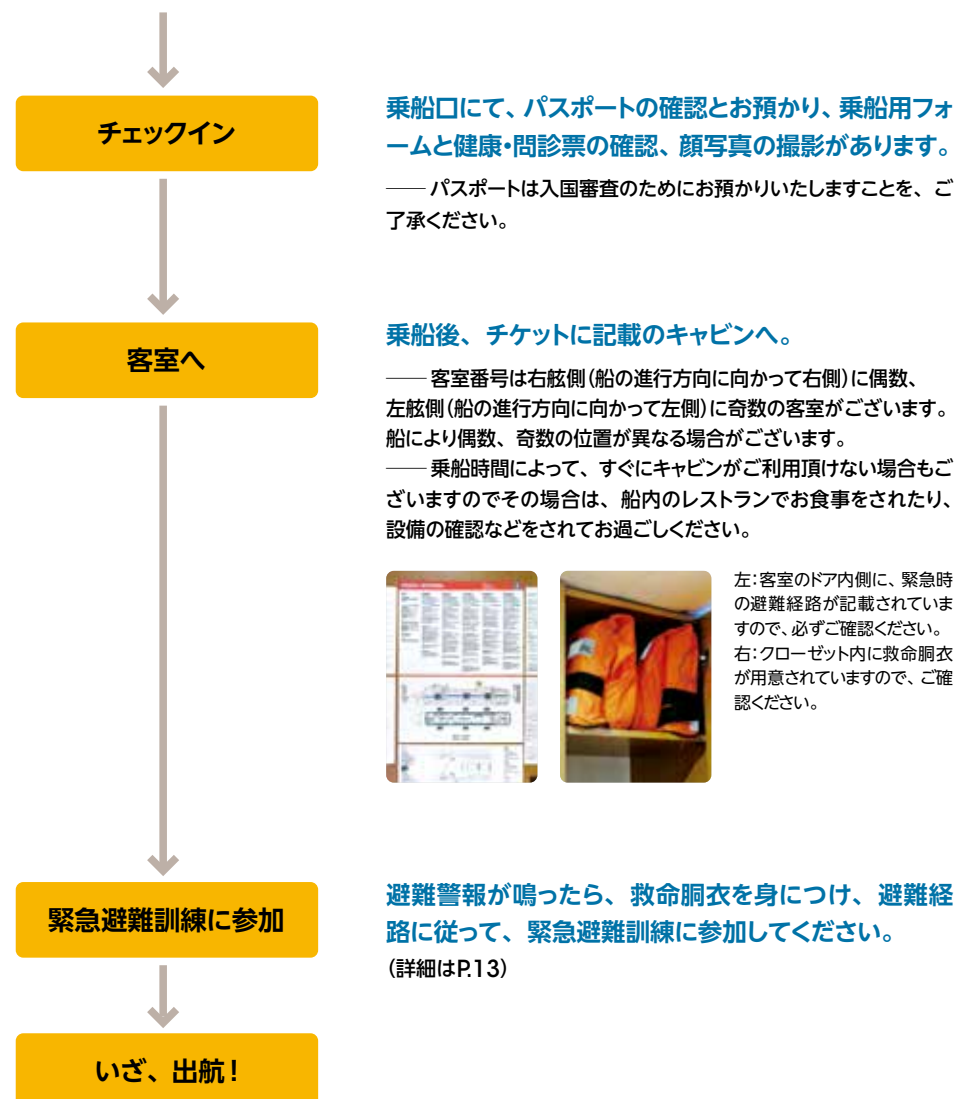 チェックイン
乗船口にて、パスポートの確認とお預かり、乗船用フォ
ームと健康・問診票の確認、顔写真の撮影があります。
── パスポートは入国審査のためにお預かりいたしますことを、ご
了承ください。
客室へ
乗船後、チケットに記載のキャビンへ。
── 客室番号は右舷側(船の進行方向に向かって右側)に偶数、
左舷側(船の進行方向に向かって左側)に奇数の客室がございます。
船により偶数、奇数の位置が異なる場合がございます。
── 乗船時間によって、すぐにキャビンがご利用頂けない場合もご
ざいますのでその場合は、船内のレストランでお食事をされたり、
設備の確認などをされてお過ごしください。
左:客室のドア内側に、緊急時
の避難経路が記載されていま
すので、必ずご確認ください。
右:クローゼット内に救命胴衣
が用意されていますので、ご確
認ください。
緊急避難訓練に参加
避難警報が鳴ったら、救命胴衣を身につけ、避難経
路に従って、緊急避難訓練に参加してください。
(詳細はP.13)
いざ、出航!